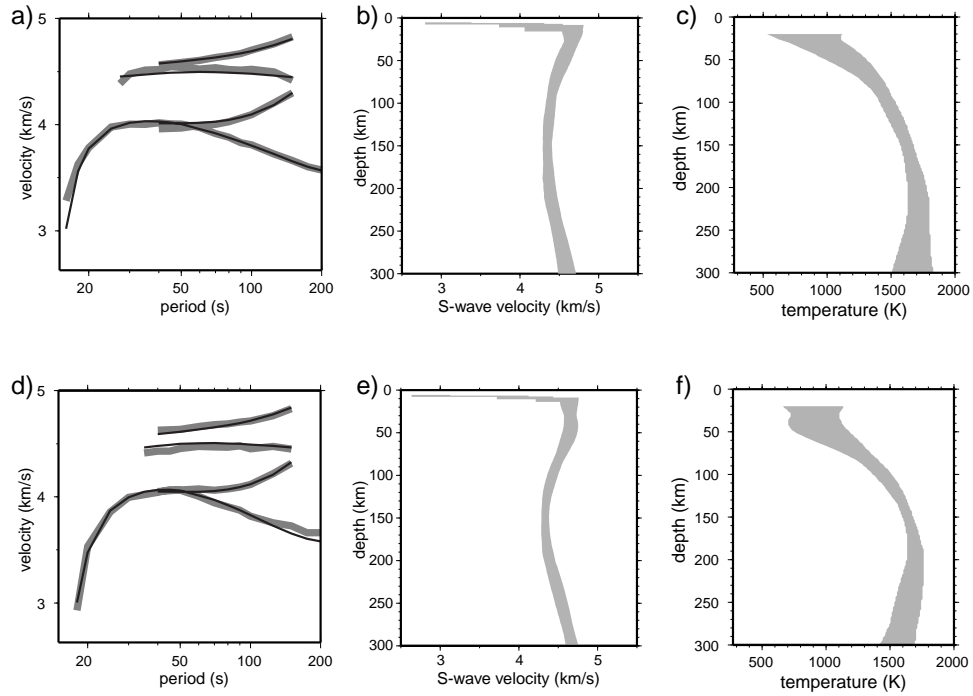 a)
5
4
3
velocity (km/s)
20 50 100 200
period (s)
b)
0
50
100
150
200
250
300
depth (km)
3 4 5
S-wave velocity (km/s)
c)
0
50
100
150
200
250
300
depth (km)
500 1000 1500 2000
temperature (K)
d)
5
4
3
velocity (km/s)
20 50 100 200
period (s)
e)
0
50
100
150
200
250
300
depth (km)
3 4 5
S-wave velocity (km/s)
f)
0
50
100
150
200
250
300
depth (km)
500 1000 1500 2000
temperature (K)